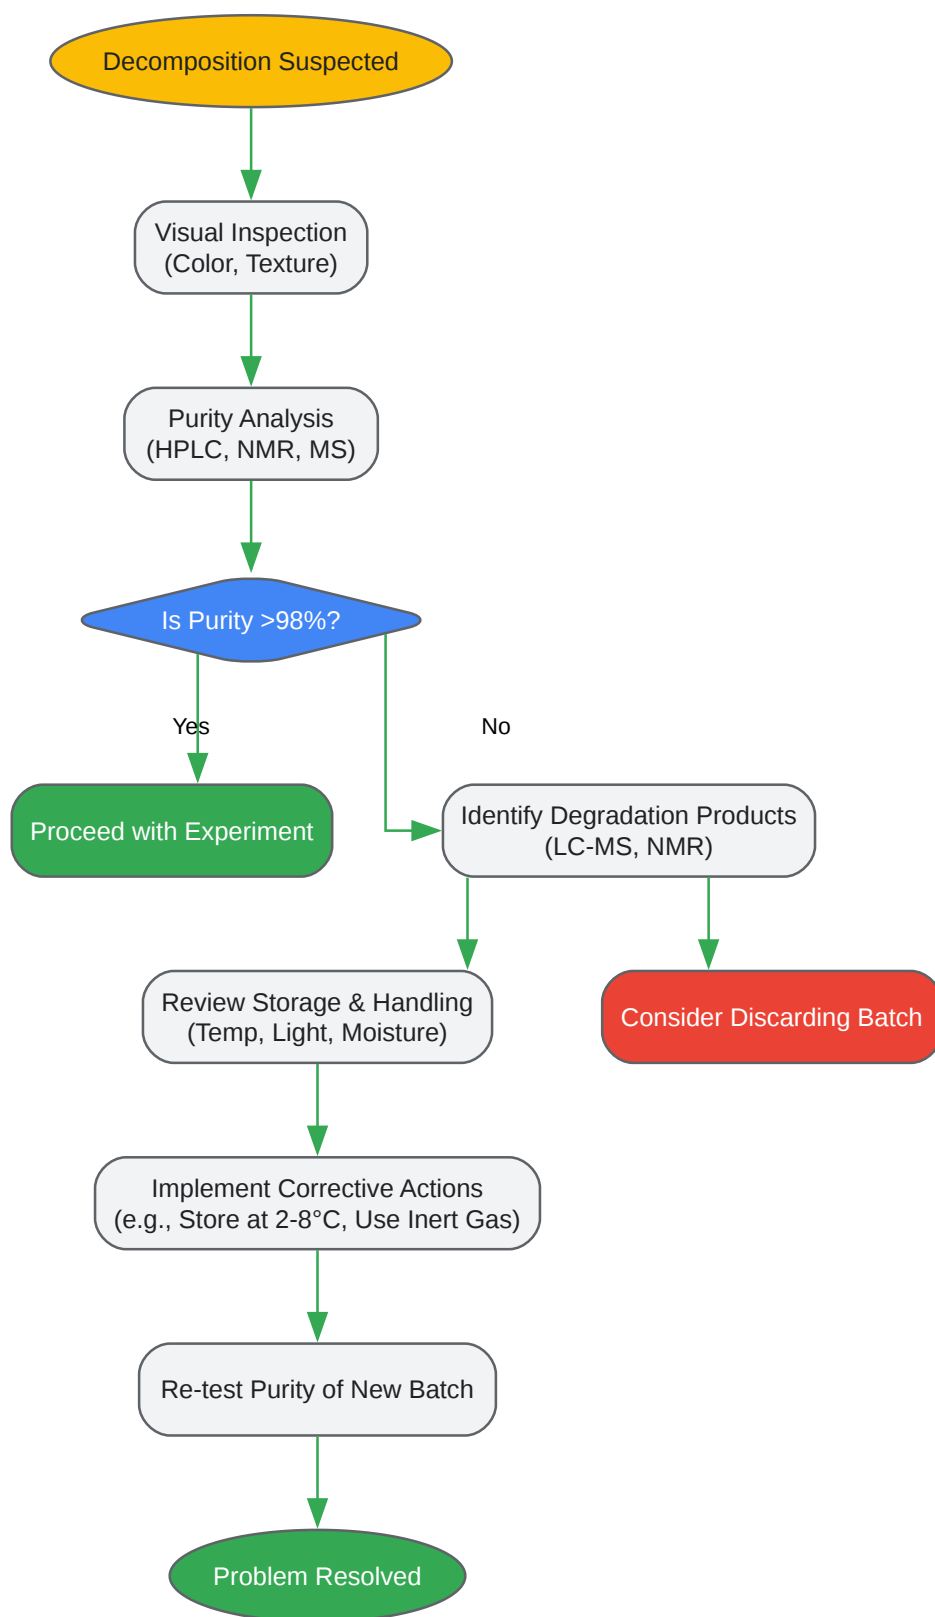 Decomposition Suspected
Visual Inspection
(Color, Texture)
Purity Analysis
(HPLC, NMR, MS)
Is Purity >98%?
Yes
No
Proceed with Experiment
Identify Degradation Products
(LC-MS, NMR)
Review Storage & Handling
(Temp, Light, Moisture)
Consider Discarding Batch
Implement Corrective Actions
(e.g., Store at 2-8°C, Use Inert Gas)
Re-test Purity of New Batch
Problem Resolved